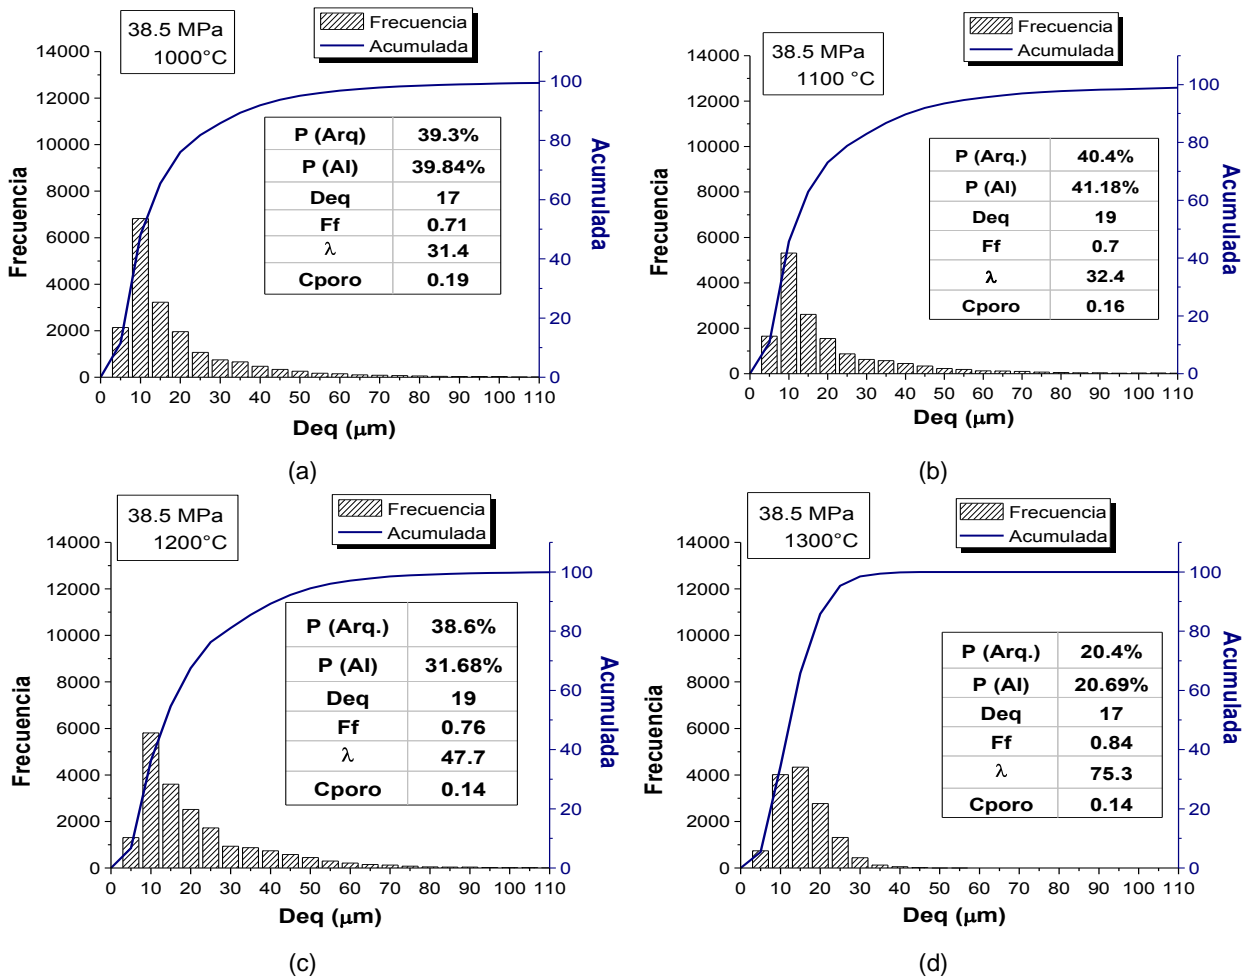 38.5 MPa
1000°C
Frecuencia
Acumulada
14000
12000
10000
8000
6000
4000
2000
0
Frecuencia
100
80
60
40
20
0
Acumulada
P (Arq) 39.3%
P (AI) 39.84%
Deq 17
Ff 0.71
λ 31.4
Cporo 0.19
0 10 20 30 40 50 60 70 80 90 100 110
Deq (μm)
(a)
38.5 MPa
1100 °C
Frecuencia
Acumulada
14000
12000
10000
8000
6000
4000
2000
0
Frecuencia
100
80
60
40
20
0
Acumulada
P (Arq.) 40.4%
P (AI) 41.18%
Deq 19
Ff 0.7
λ 32.4
Cporo 0.16
0 10 20 30 40 50 60 70 80 90 100 110
Deq (μm)
(b)
38.5 MPa
1200°C
Frecuencia
Acumulada
14000
12000
10000
8000
6000
4000
2000
0
Frecuencia
100
80
60
40
20
0
Acumulada
P (Arq.) 38.6%
P (AI) 31.68%
Deq 19
Ff 0.76
λ 47.7
Cporo 0.14
0 10 20 30 40 50 60 70 80 90 100 110
Deq (μm)
(c)
38.5 MPa
1300°C
Frecuencia
Acumulada
14000
12000
10000
8000
6000
4000
2000
0
Frecuencia
100
80
60
40
20
0
Acumulada
P (Arq.) 20.4%
P (AI) 20.69%
Deq 17
Ff 0.84
λ 75.3
Cporo 0.14
0 10 20 30 40 50 60 70 80 90 100 110
Deq (μm)
(d)